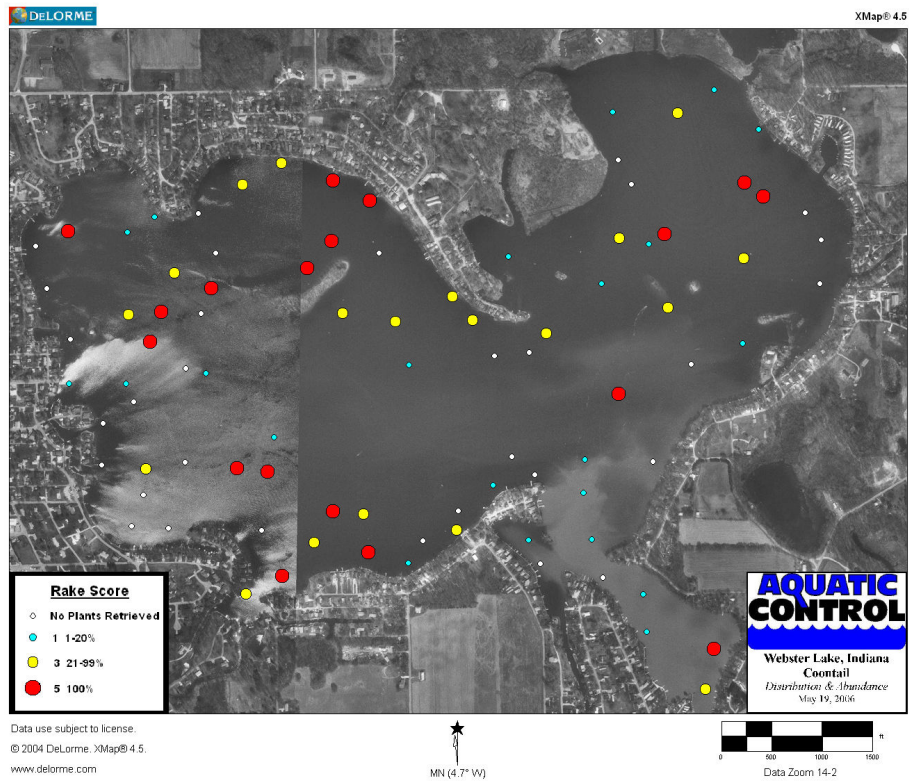 DELORME
XMap® 4.5
Rake Score
No Plants Retrieved
1 1-20%
3 21-99%
5 100%
AQUATIC
CONTROL
Webster Lake, Indiana
Coontail
Distribution & Abundance
May 19, 2006
Data use subject to license.
© 2004 DeLorme. XMap® 4.5.
www.delorme.com
MN (4.7° W)
ft
0 500 1000 1500
Data Zoom 14-2